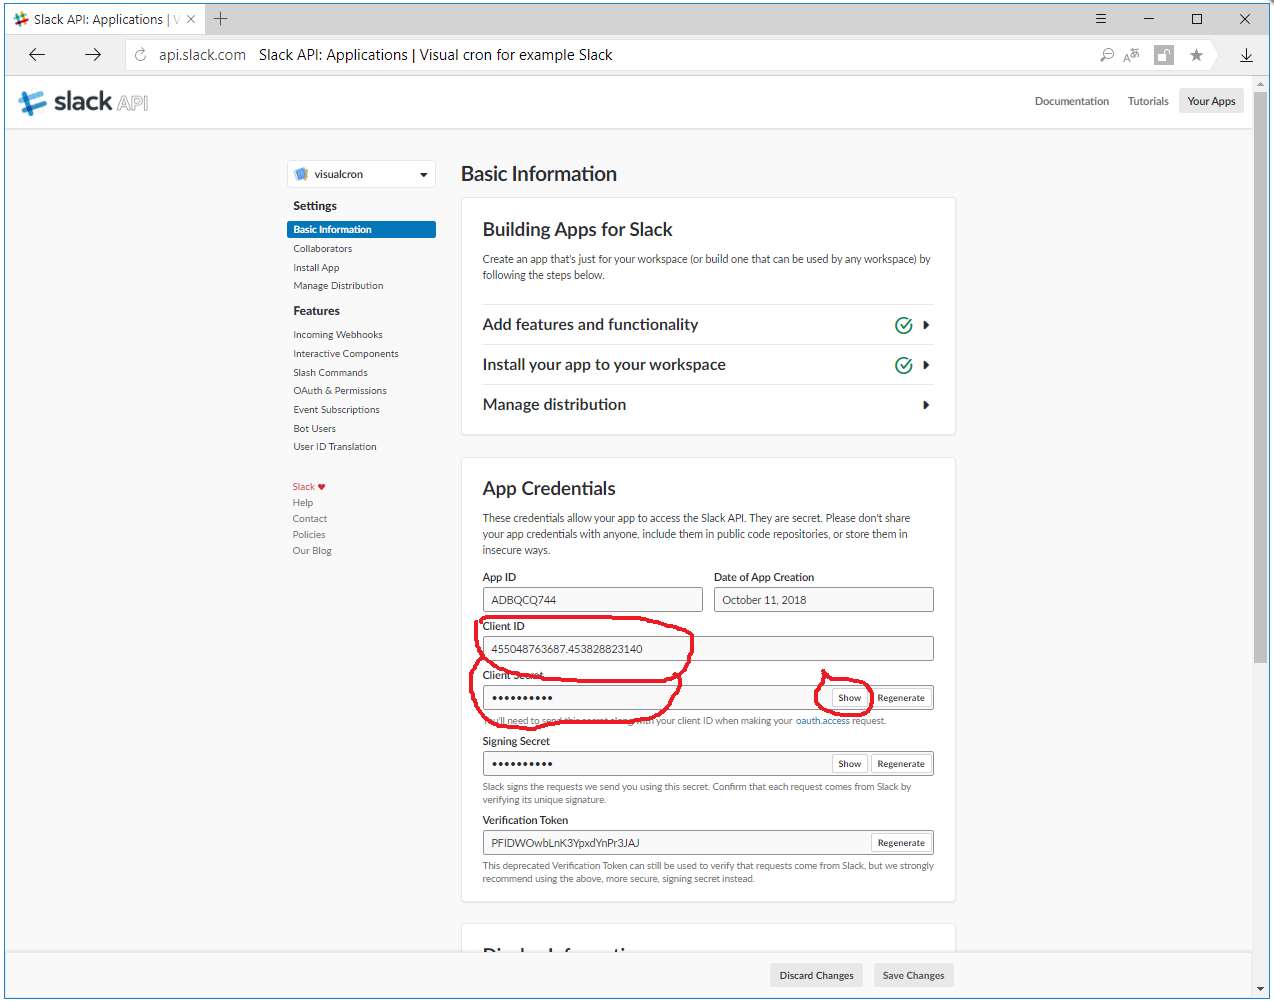 Slack API: Applications | V
api.slack.com Slack API: Applications | Visual cron for example Slack
slack API
Documentation Tutorials Your Apps
visualcron
Settings
Basic Information
Collaborators
Install App
Manage Distribution
Features
Incoming Webhooks
Interactive Components
Slash Commands
OAuth & Permissions
Event Subscriptions
Bot Users
User ID Translation
Slack ♥
Help
Contact
Policies
Our Blog
Basic Information
Building Apps for Slack
Create an app that's just for your workspace (or build one that can be used by any workspace) by
following the steps below.
Add features and functionality
Install your app to your workspace
Manage distribution
App Credentials
These credentials allow your app to access the Slack API. They are secret. Please don't share
your app credentials with anyone, include them in public code repositories, or store them in
insecure ways.
App ID Date of App Creation
ADBQCQ744 October 11, 2018
Client ID
455048763687.453828823140
Client Secret
•••••••••• Show Regenerate
You'll need to send this secret along with your client ID when making your oauth.access request.
Signing Secret
•••••••••• Show Regenerate
Slack signs the requests we send you using this secret. Confirm that each request comes from Slack by
verifying its unique signature.
Verification Token
PFIDWOwbLnK3YpxdYnPr3JAJ Regenerate
This deprecated Verification Token can still be used to verify that requests come from Slack, but we strongly
recommend using the above, more secure, signing secret instead.
Display Information
Discard Changes Save Changes